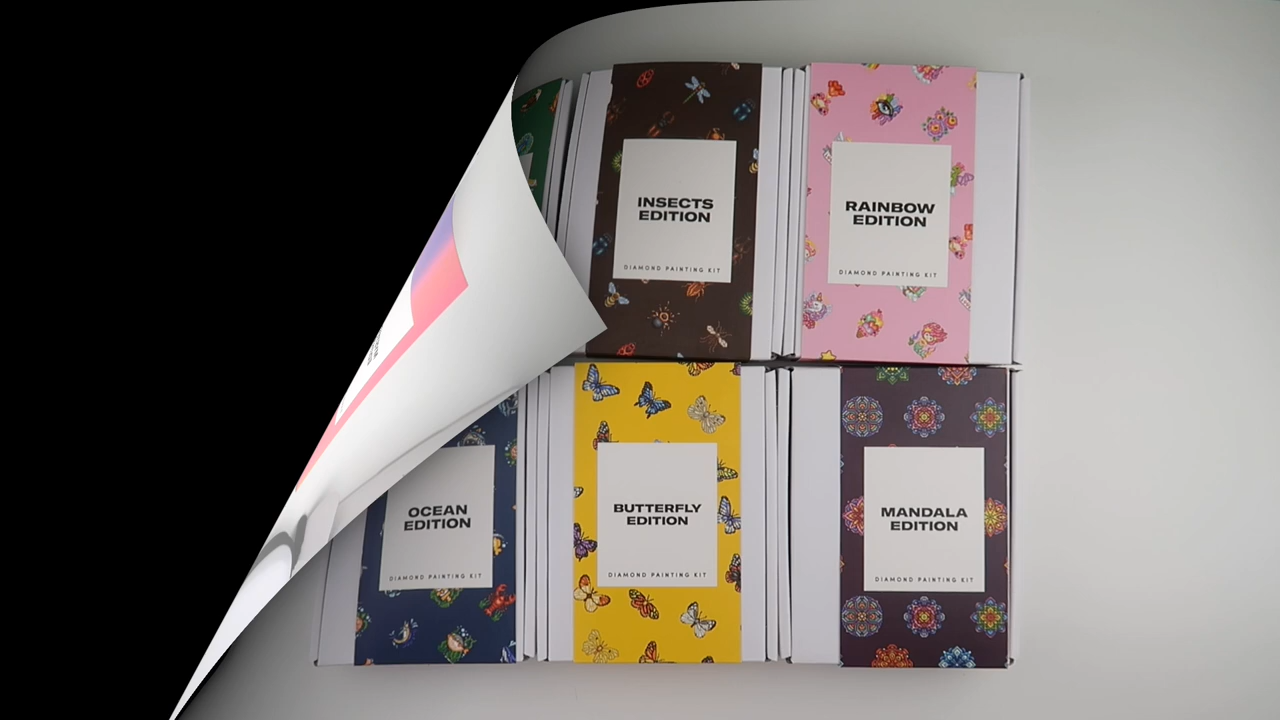 INSECTS
EDITION
DIAMOND PAINTING KIT
RAINBOW
EDITION
DIAMOND PAINTING KIT
OCEAN
EDITION
DIAMOND PAINTING KIT
BUTTERFLY
EDITION
DIAMOND PAINTING KIT
MANDALA
EDITION
DIAMOND PAINTING KIT